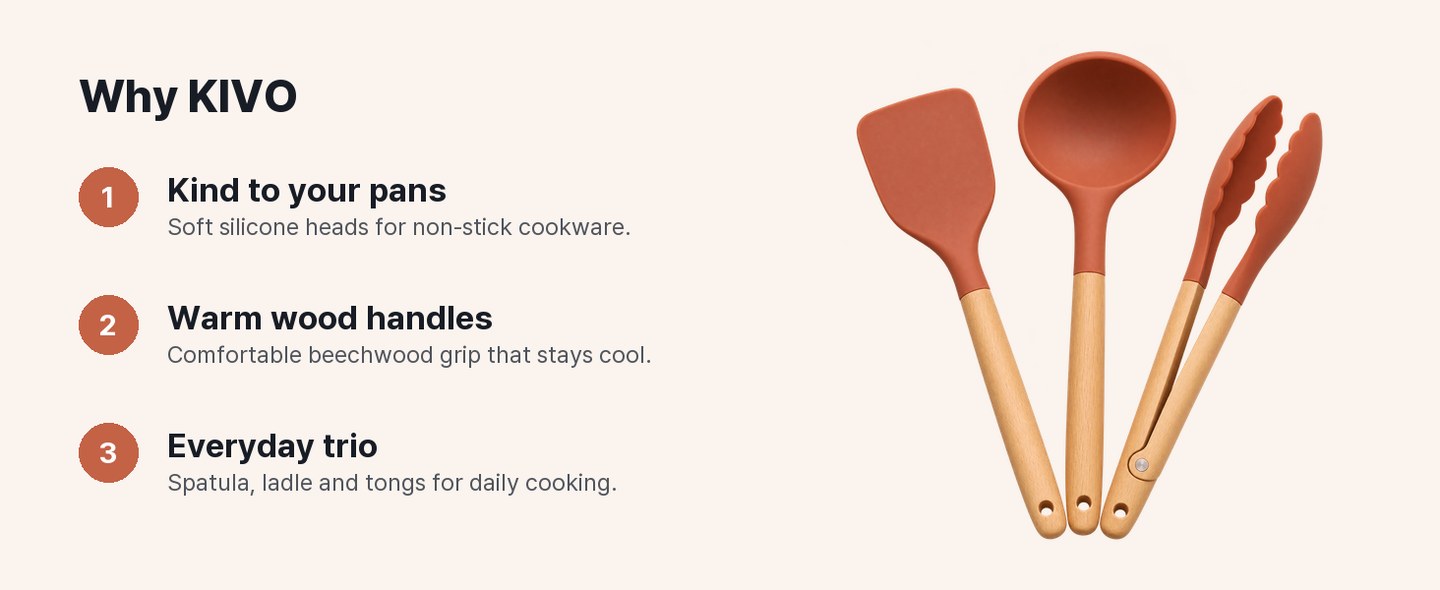 Why KIVO
1
Kind to your pans
Soft silicone heads for non-stick cookware.
2
Warm wood handles
Comfortable beechwood grip that stays cool.
3
Everyday trio
Spatula, ladle and tongs for daily cooking.